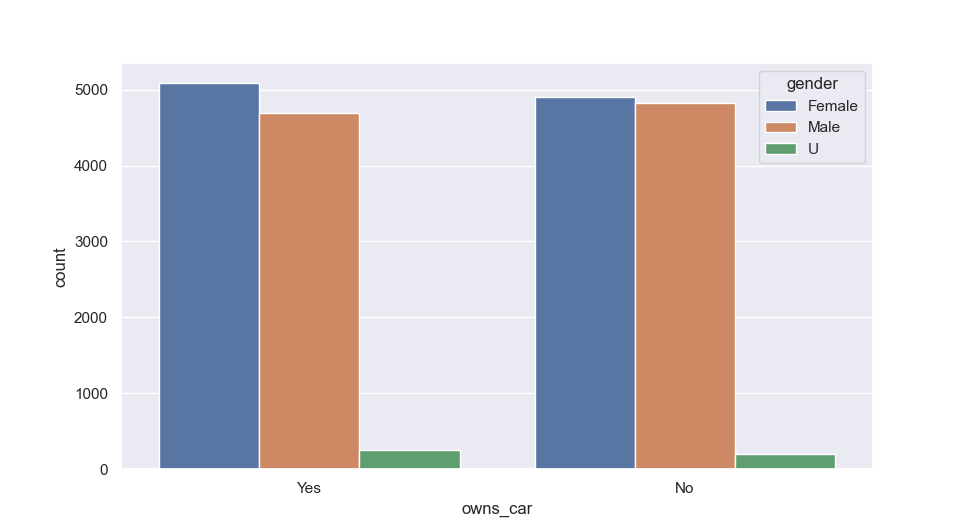 gender
Female
Male
U
count
5000
4000
3000
2000
1000
0
Yes
No
owns_car